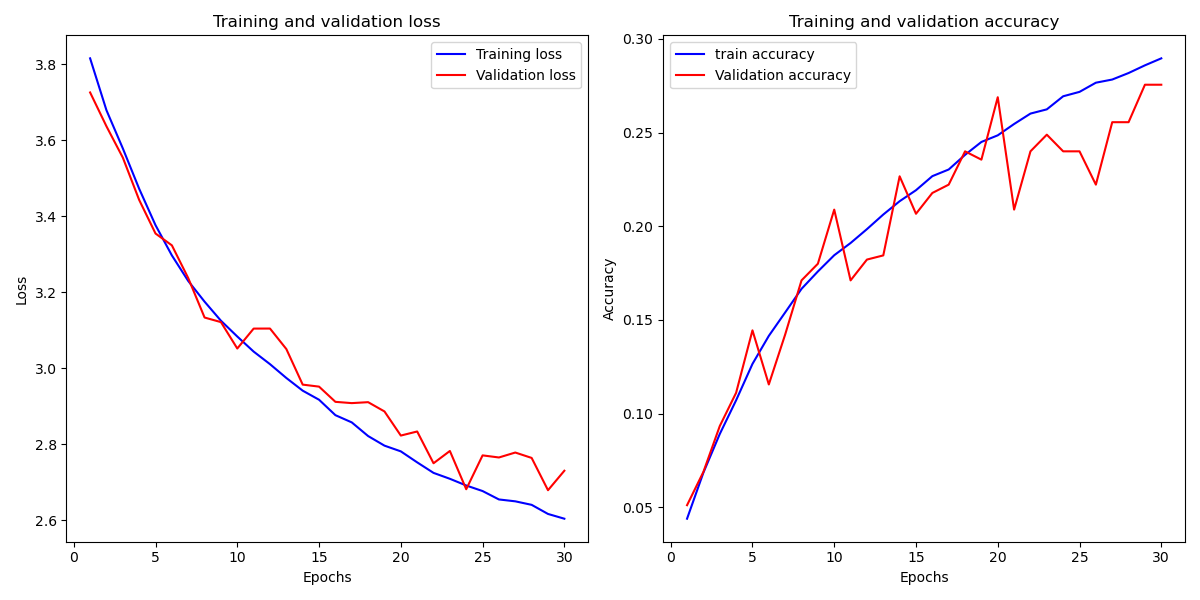 Training and validation loss
Training loss
Validation loss
3.8
3.6
3.4
3.2
3.0
2.8
2.6
Loss
0
5
10
15
20
25
30
Epochs
Training and validation accuracy
train accuracy
Validation accuracy
0.30
0.25
0.20
0.15
0.10
0.05
Accuracy
0
5
10
15
20
25
30
Epochs